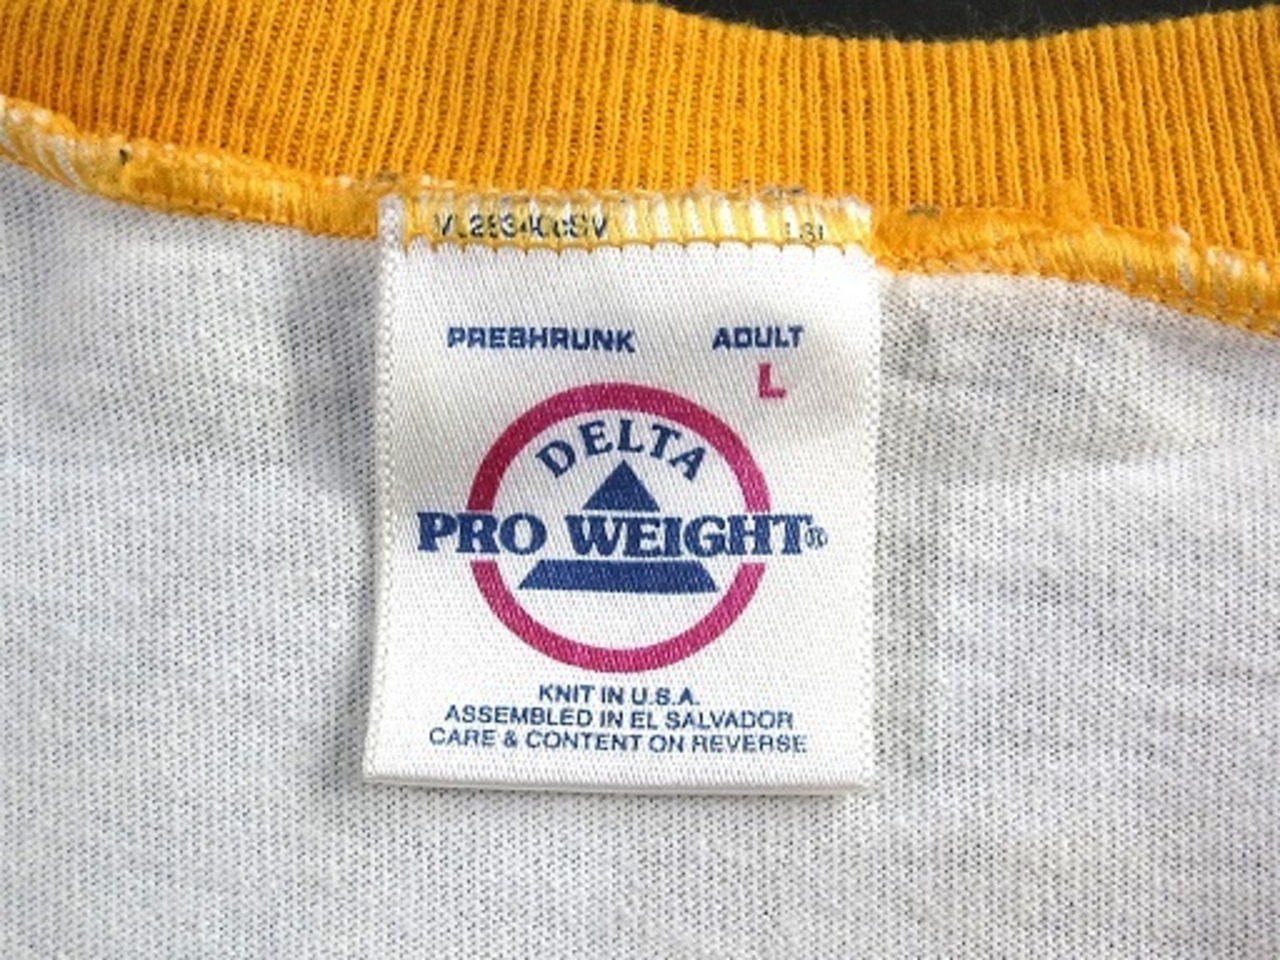 PRESHRUNK ADULT
L
DELTA
PRO WEIGHT®
KNIT IN U.S.A.
ASSEMBLED IN EL SALVADOR
CARE & CONTENT ON REVERSE